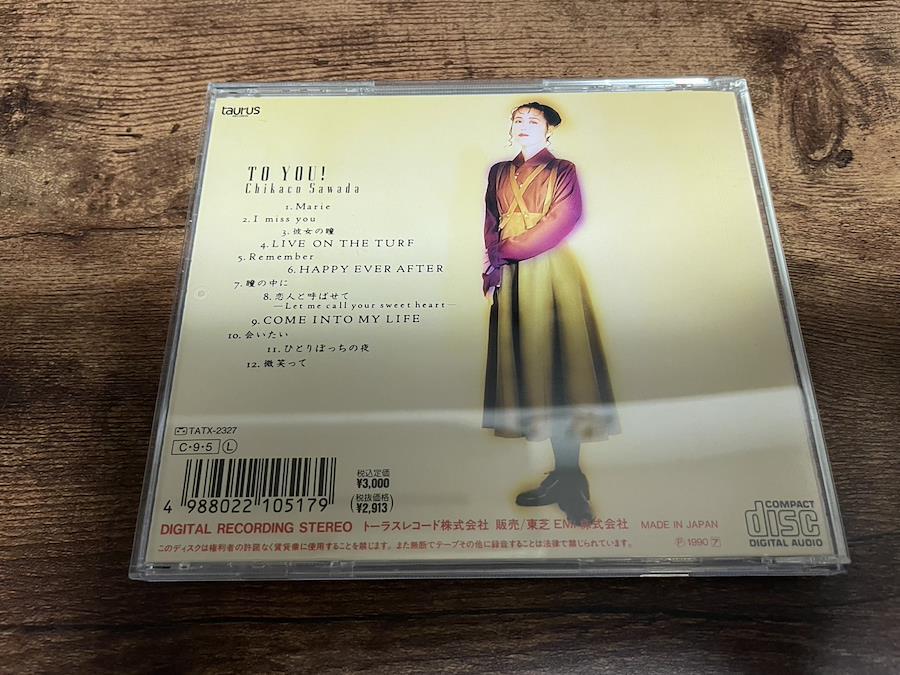 taurus
TO YOU!
Chikaco Sawada
1. Marie
2. I miss you
3. 彼女の瞳
4. LIVE ON THE TURF
5. Remember
6. HAPPY EVER AFTER
7.瞳の中に
8. 恋人と呼ばせて
—Let me call your sweet heart—
9. COME INTO MY LIFE
10. 会いたい
11. ひとりぼっちの夜
12. 微笑って
TATX-2327
C・9・5 L
税込定価
¥3,000
(税抜価格)
¥2,913
4 988022 105179
DIGITAL RECORDING STEREO トーラスレコード株式会社 販売/東芝EMI株式会社 MADE IN JAPAN
COMPACT
disc
DIGITAL AUDIO
このディスクは権利者の許諾なく賃貸業に使用することを禁じます。また無断でテープその他に録音することは法律で禁じられています。
Ⓟ1990 ㋐